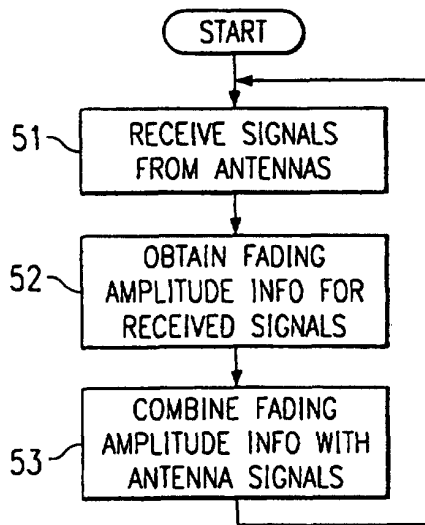 START
51
RECEIVE SIGNALS
FROM ANTENNAS
52
OBTAIN FADING
AMPLITUDE INFO FOR
RECEIVED SIGNALS
53
COMBINE FADING
AMPLITUDE INFO WITH
ANTENNA SIGNALS